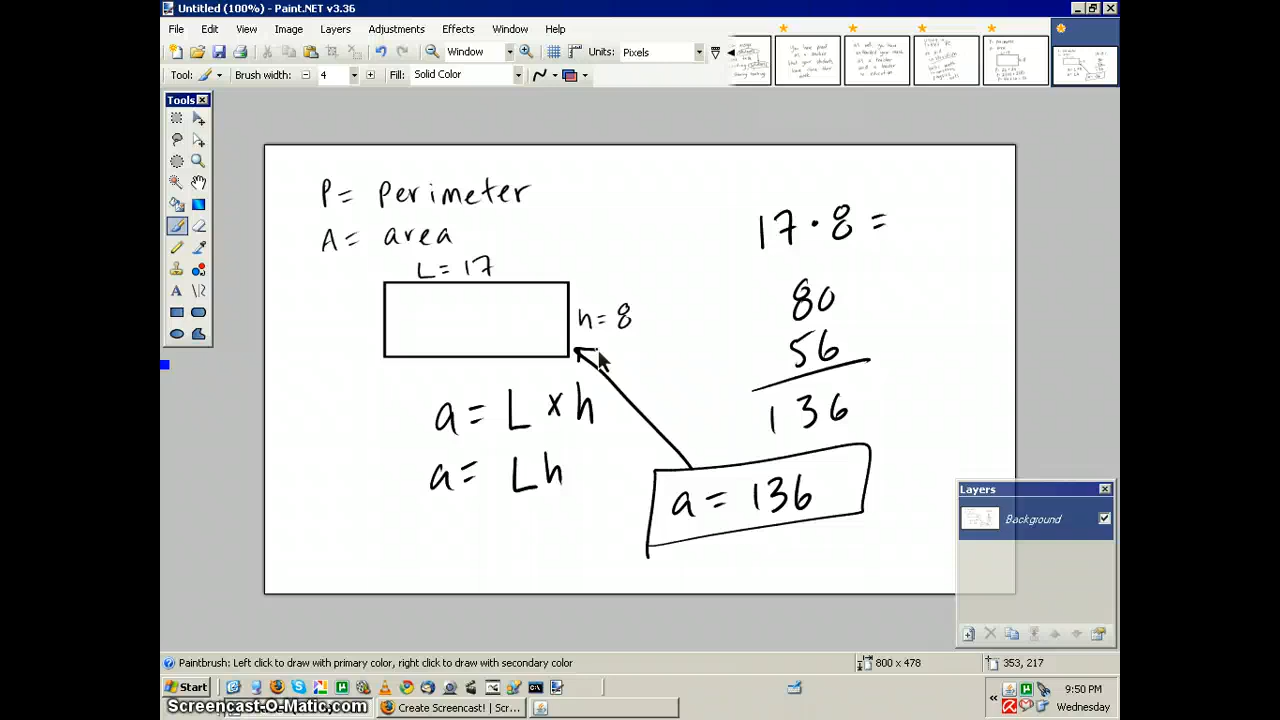 Untitled (100%) - Paint.NET v3.36
File Edit View Image Layers Adjustments Effects Window Help
Window Units: Pixels
Tool: Brush width: 4 Fill: Solid Color
Tools
P= Perimeter
A= area
L= 17
h= 8
a= L x h
a= Lh
17 · 8 =
80
56
136
a = 136
Layers
Background
Paintbrush: Left click to draw with primary color, right click to draw with secondary color
800 x 478
353, 217
Start
Create Screencast! | Sc...
9:50 PM
Wednesday
Screencast-O-Matic.com